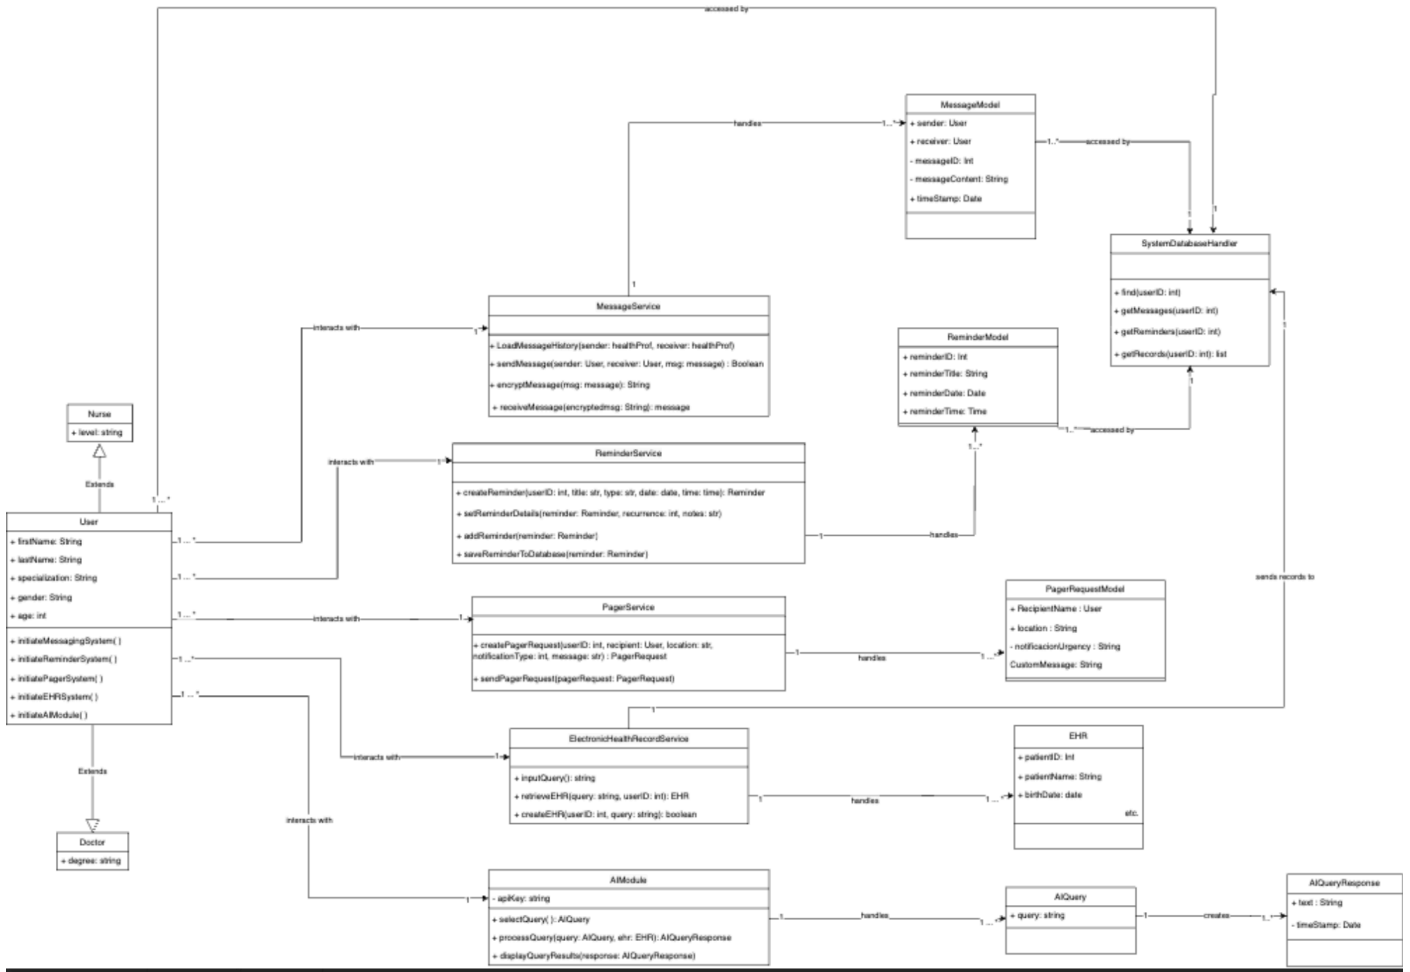 accessed by
MessageModel
+ sender: User
+ receiver: User
- messageID: Int
- messageContent: String
+ timeStamp: Date
handles
1...*
1..*
accessed by
1
1
SystemDatabaseHandler
+ find(userID: int)
+ getMessages(userID: int)
+ getReminders(userID: int)
+ getRecords(userID: int): list
1
1
1
MessageService
+ LoadMessageHistory(sender: healthProf, receiver: healthProf)
+ sendMessage(sender: User, receiver: User, msg: message) : Boolean
+ encryptMessage(msg: message): String
+ receiveMessage(encryptedmsg: String): message
interacts with
1
ReminderModel
+ reminderID: Int
+ reminderTitle: String
+ reminderDate: Date
+ reminderTime: Time
1..*
accessed by
1...*
Nurse
+ level: string
Extends
interacts with
1
ReminderService
+ createReminder(userID: int, title: str, type: str, date: date, time: time): Reminder
+ setReminderDetails(reminder: Reminder, recurrence: int, notes: str)
+ addReminder(reminder: Reminder)
+ saveReminderToDatabase(reminder: Reminder)
1
handles
1 ... *
User
+ firstName: String
+ lastName: String
+ specialization: String
+ gender: String
+ age: int
+ initiateMessagingSystem( )
+ initiateReminderSystem( )
+ initiatePagerSystem( )
+ initiateEHRSystem( )
+ initiateAIModule( )
1 ... *
1 ... *
1 ... *
1 ...*
1 ... *
interacts with
1
PagerService
+ createPagerRequest(userID: int, recipient: User, location: str,
notificationType: int, message: str) : PagerRequest
+ sendPagerRequest(pagerRequest: PagerRequest)
1
handles
1 ...*
PagerRequestModel
+ RecipientName : User
+ location : String
- notificacionUrgency : String
CustomMessage: String
sends records to
1
interacts with
1
ElectronicHealthRecordService
+ inputQuery(): string
+ retrieveEHR(query: string, userID: int): EHR
+ createEHR(userID: int, query: string): boolean
1
handles
1 ... *
EHR
+ patientID: Int
+ patientName: String
+ birthDate: date
etc.
Extends
Doctor
+ degree: string
interacts with
1
AIModule
- apiKey: string
+ selectQuery( ): AIQuery
+ processQuery(query: AIQuery, ehr: EHR): AIQueryResponse
+ displayQueryResults(response: AIQueryResponse)
1
handles
1 ... *
AIQuery
+ query: string
1
creates
1..*
AIQueryResponse
+ text : String
- timeStamp: Date